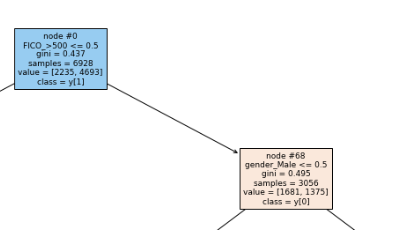 node #0
FICO_>500 <= 0.5
gini = 0.437
samples = 6928
value = [2235, 4693]
class = y[1]
node #68
gender_Male <= 0.5
gini = 0.495
samples = 3056
value = [1681, 1375]
class = y[0]